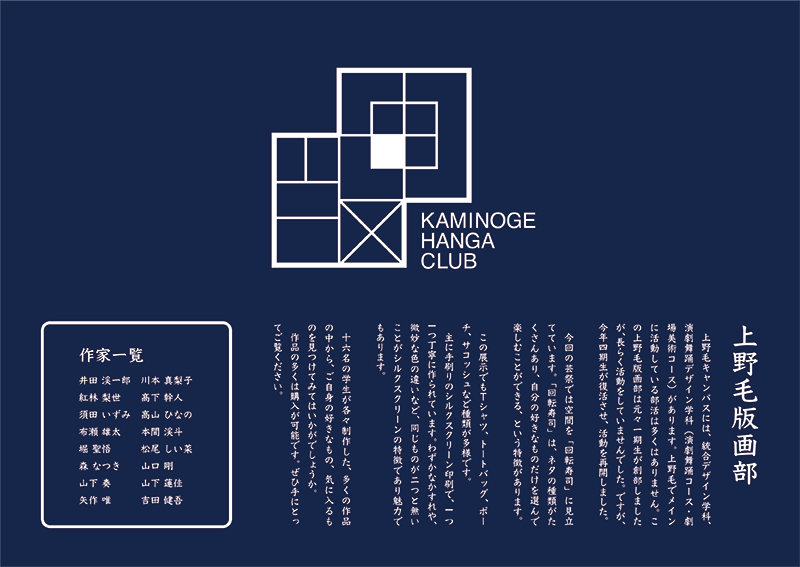 KAMINOGE
HANGA
CLUB
上野毛版画部
上野毛キャンパスには、統合デザイン学科、
演劇舞踊デザイン学科（演劇舞踊コース・劇
場美術コース）があります。上野毛でメイン
に活動している部活は多くはありません。こ
の上野毛版画部は元々一期生が創部しました
が、長らく活動をしていませんでした。ですが、
今年四期生が復活させ、活動を再開しました。
今回の芸祭では空間を「回転寿司」に見立
てています。「回転寿司」は、ネタの種類がた
くさんあり、自分の好きなものだけを選んで
楽しむことができる、という特徴があります。
この展示でもTシャツ、トートバッグ、ポー
チ、サコッシュなど種類が多様です。
主に手刷りのシルクスクリーン印刷で、一つ
一つ丁寧に作られています。わずかなかすれや、
微妙な色の違いなど、同じものが二つと無い
ことがシルクスクリーンの特徴であり魅力で
もあります。
十六名の学生が各々制作した、多くの作品
の中から、ご自身の好きなもの、気に入るも
のを見つけてみてはいかがでしょうか。
作品の多くは購入が可能です。ぜひ手にとっ
てご覧ください。
作家一覧
井田 渓一郎 川本 真梨子
紅林 梨世 髙下 幹人
須田 いずみ 高山 ひなの
布瀬 雄太 本間 渓斗
堀 聖悟 松尾 しい菜
森 なつき 山口 剛
山下 奏 山下 蓮佳
矢作 唯 吉田 健吾